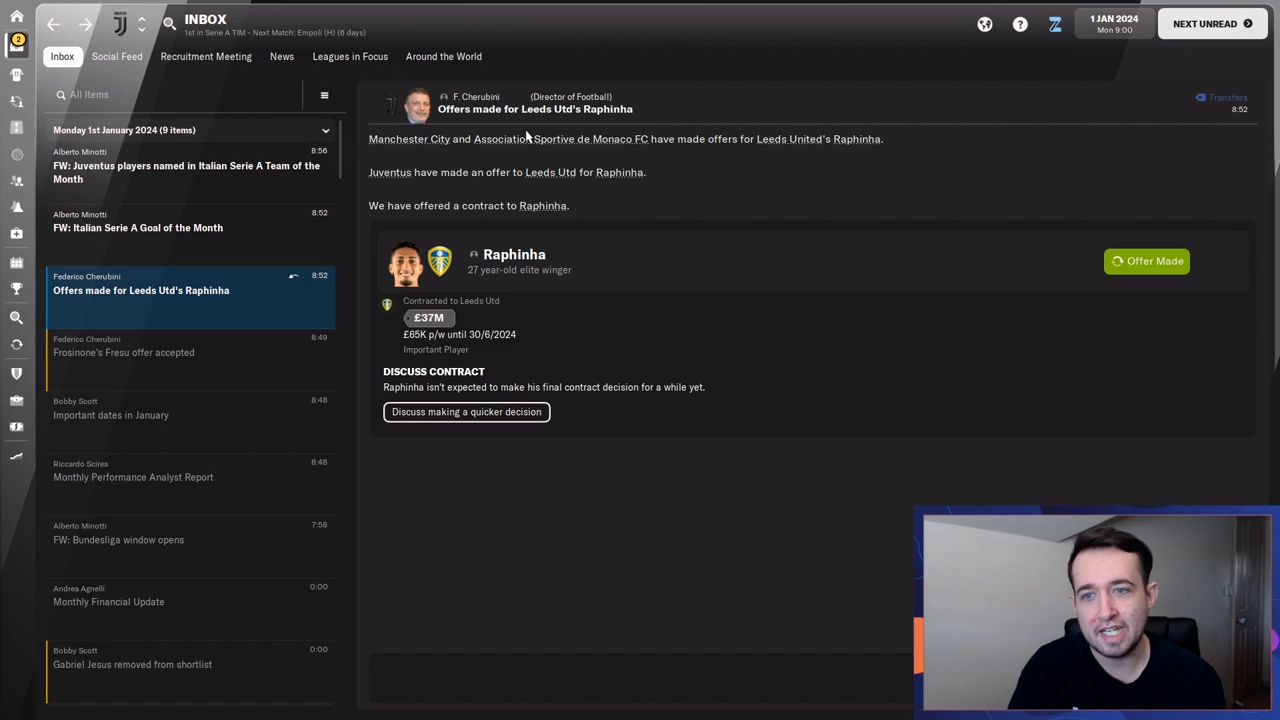 INBOX
1st in Serie A TIM - Next Match: Empoli (H) (6 days)
1 JAN 2024
Mon 9:00
NEXT UNREAD
2
Inbox
Social Feed
Recruitment Meeting
News
Leagues in Focus
Around the World
All Items
Monday 1st January 2024 (9 items)
Alberto Minotti
8:56
FW: Juventus players named in Italian Serie A Team of the
Month
Alberto Minotti
8:52
FW: Italian Serie A Goal of the Month
Federico Cherubini
8:52
Offers made for Leeds Utd's Raphinha
Federico Cherubini
8:49
Frosinone's Fresu offer accepted
Bobby Scott
8:48
Important dates in January
Riccardo Scirea
8:48
Monthly Performance Analyst Report
Alberto Minotti
7:58
FW: Bundesliga window opens
Andrea Agnelli
0:00
Monthly Financial Update
Bobby Scott
0:00
Gabriel Jesus removed from shortlist
F. Cherubini
(Director of Football)
Offers made for Leeds Utd's Raphinha
Transfers
8:52
Manchester City and Association Sportive de Monaco FC have made offers for Leeds United's Raphinha.
Juventus have made an offer to Leeds Utd for Raphinha.
We have offered a contract to Raphinha.
Raphinha
27 year-old elite winger
Offer Made
Contracted to Leeds Utd
£37M
£65K p/w until 30/6/2024
Important Player
DISCUSS CONTRACT
Raphinha isn't expected to make his final contract decision for a while yet.
Discuss making a quicker decision